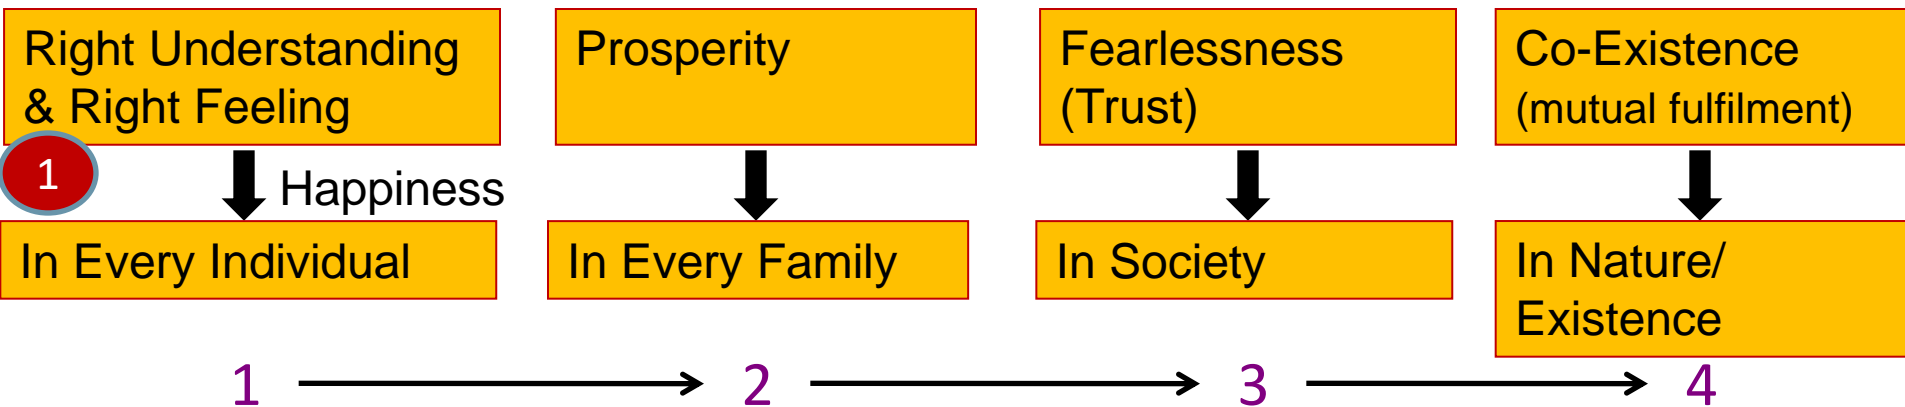 Right Understanding
& Right Feeling
Prosperity
Fearlessness
(Trust)
Co-Existence
(mutual fulfilment)
1
Happiness
In Every Individual
In Every Family
In Society
In Nature/
Existence
1
2
3
4